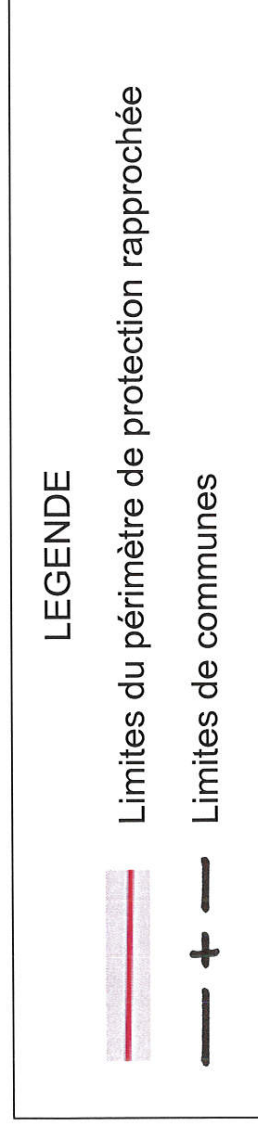 LEGENDE
Limites du périmètre de protection rapprochée
Limites de communes